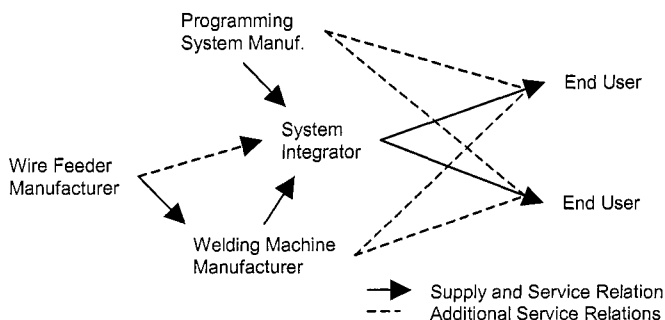 Programming
System Manuf.
End User
System
Integrator
Wire Feeder
Manufacturer
End User
Welding Machine
Manufacturer
Supply and Service Relation
Additional Service Relations